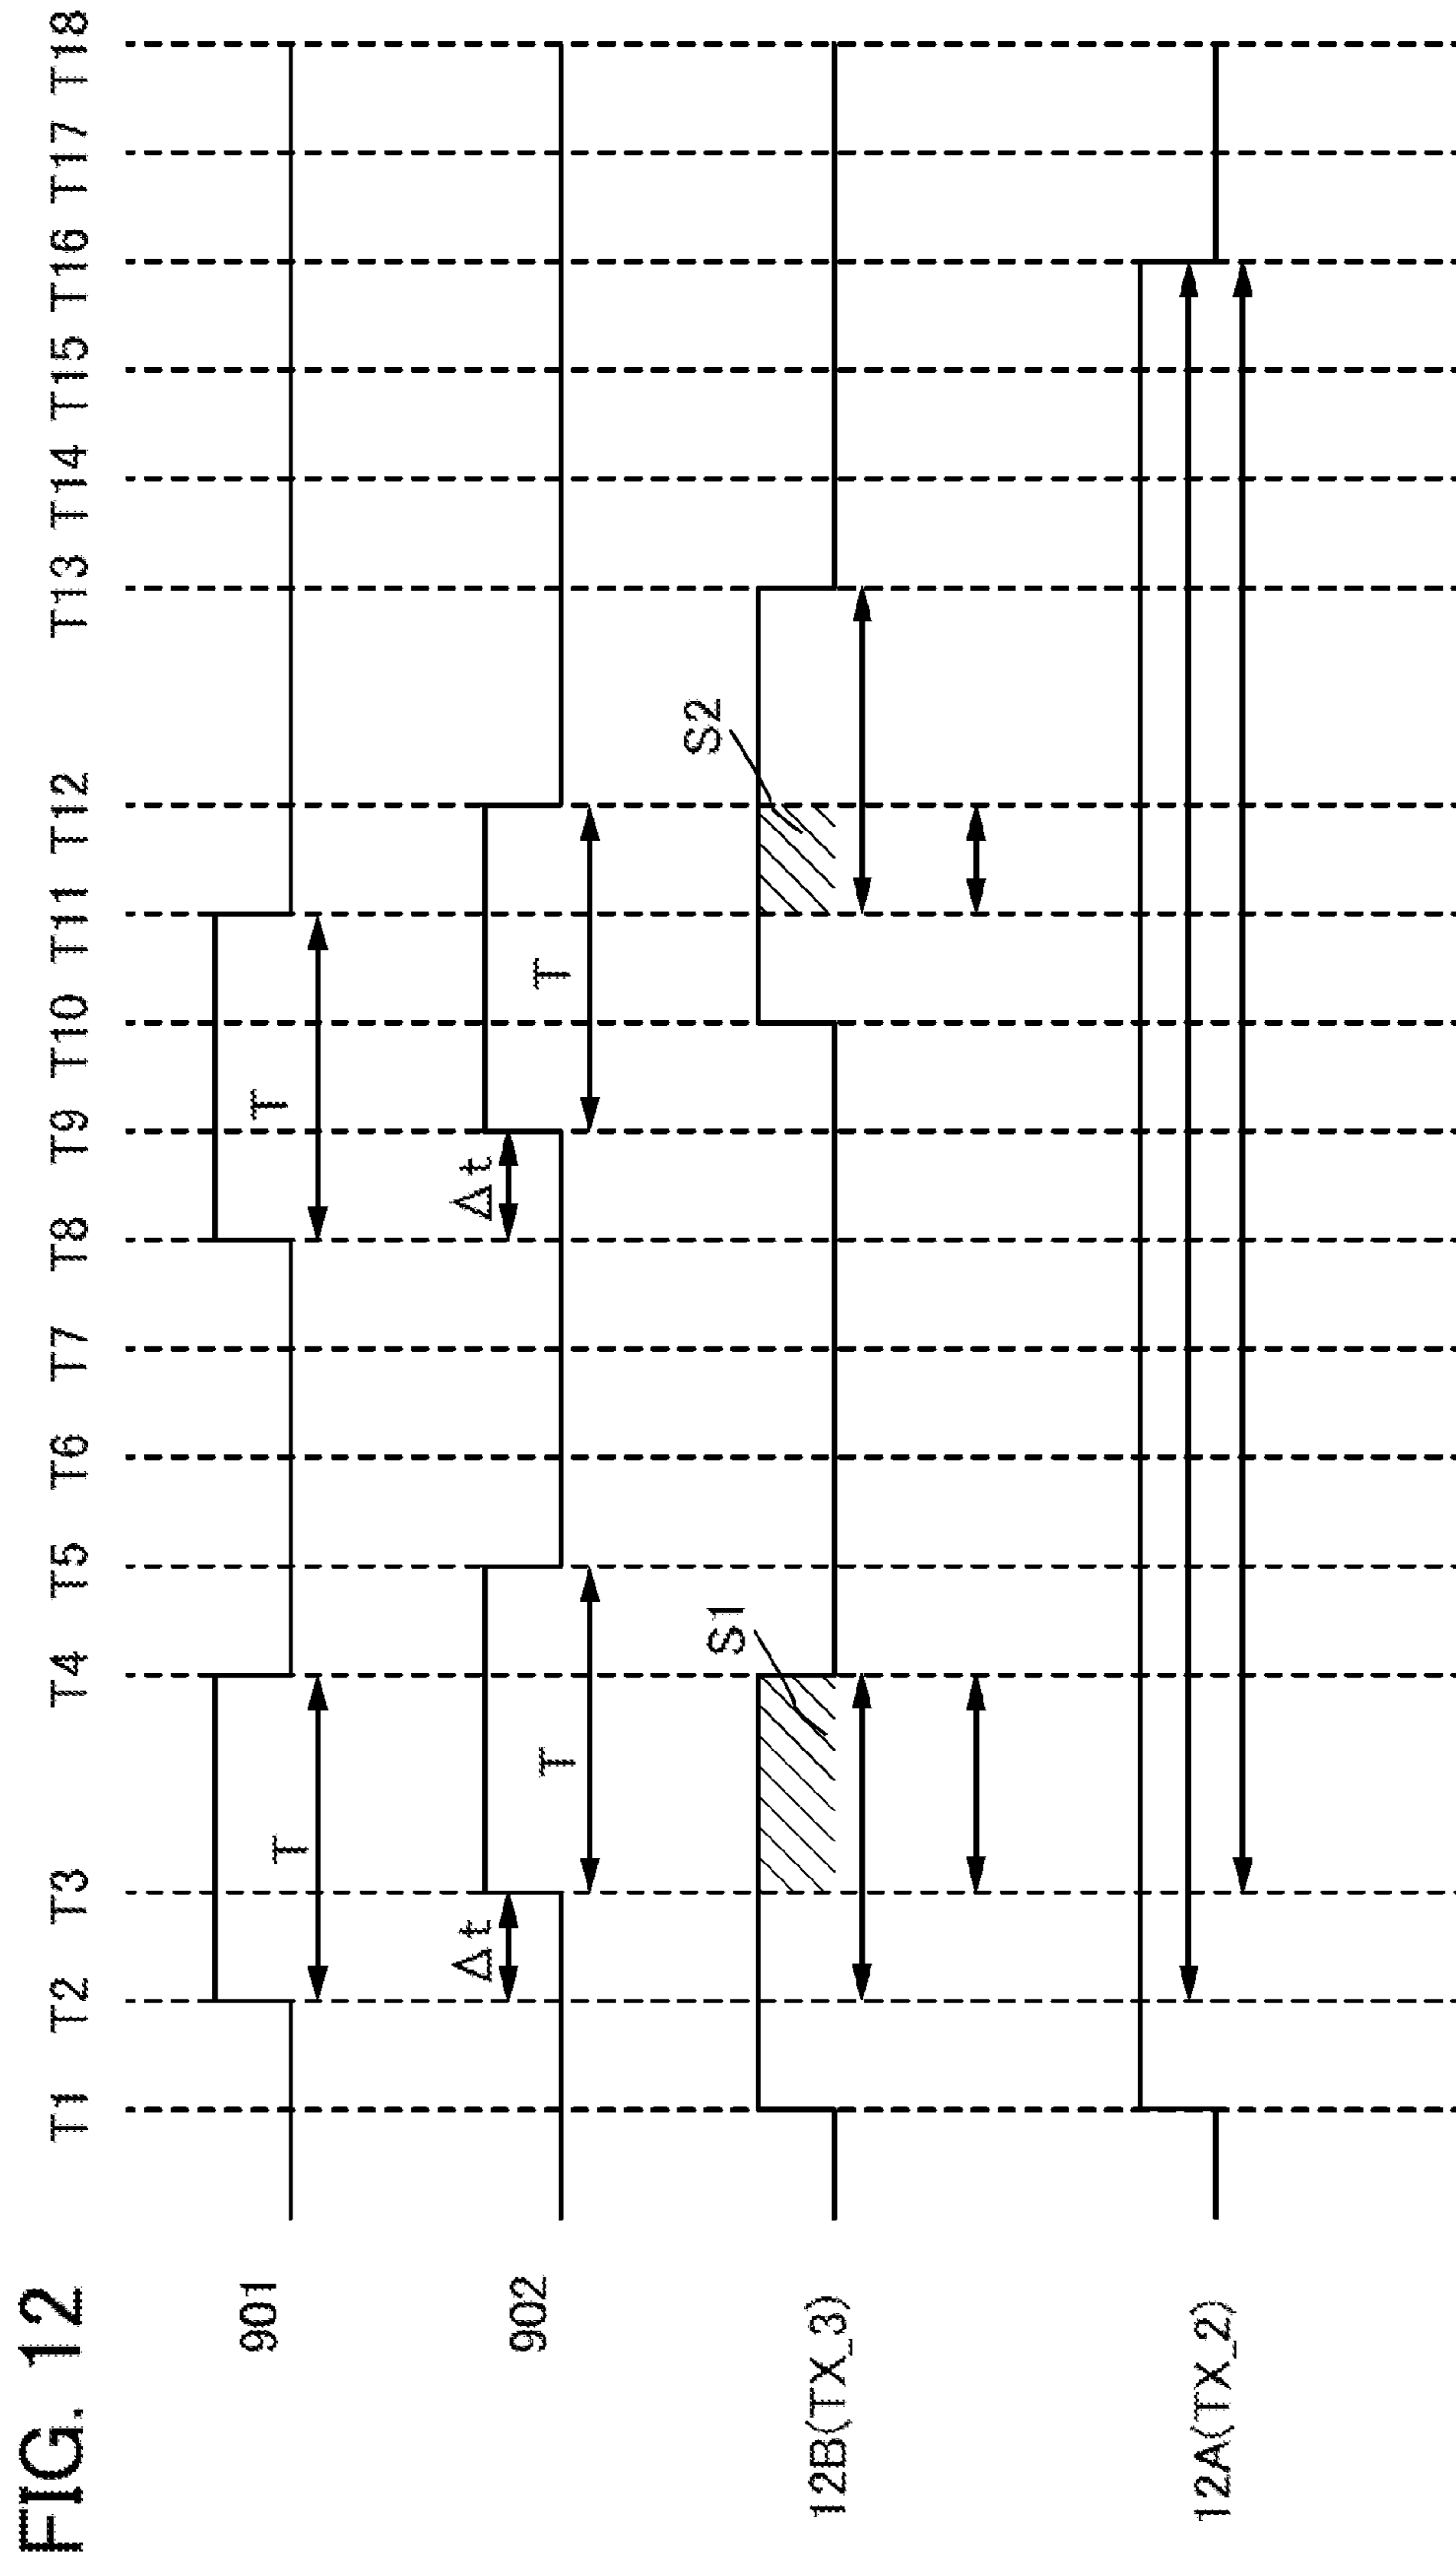 FIG. 12
T1 T2 T3 T4 T5 T6 T7 T8 T9 T10 T11 T12 T13 T14 T15 T16 T17 T18
901
T
T
902
Δt
T
Δt
T
12B(TX_3)
S1
S2
12A(TX_2)